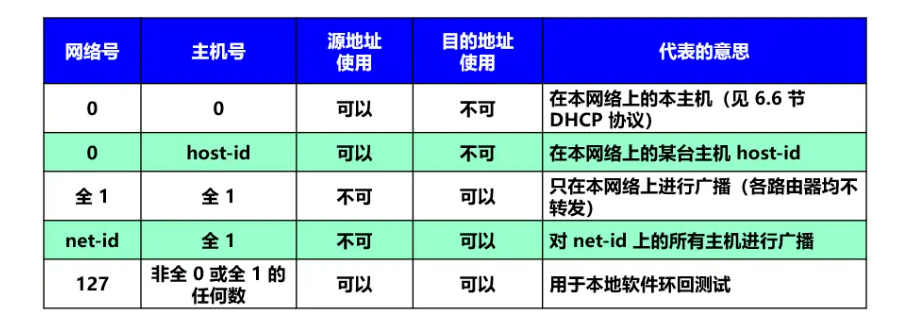 网络号 主机号 源地址使用 目的地址使用 代表的意思
0 0 可以 不可 在本网络上的本主机（见 6.6 节 DHCP 协议）
0 host-id 可以 不可 在本网络上的某台主机 host-id
全 1 全 1 不可 可以 只在本网络上进行广播（各路由器均不转发）
net-id 全 1 不可 可以 对 net-id 上的所有主机进行广播
127 非全 0 或全 1 的任何数 可以 可以 用于本地软件环回测试